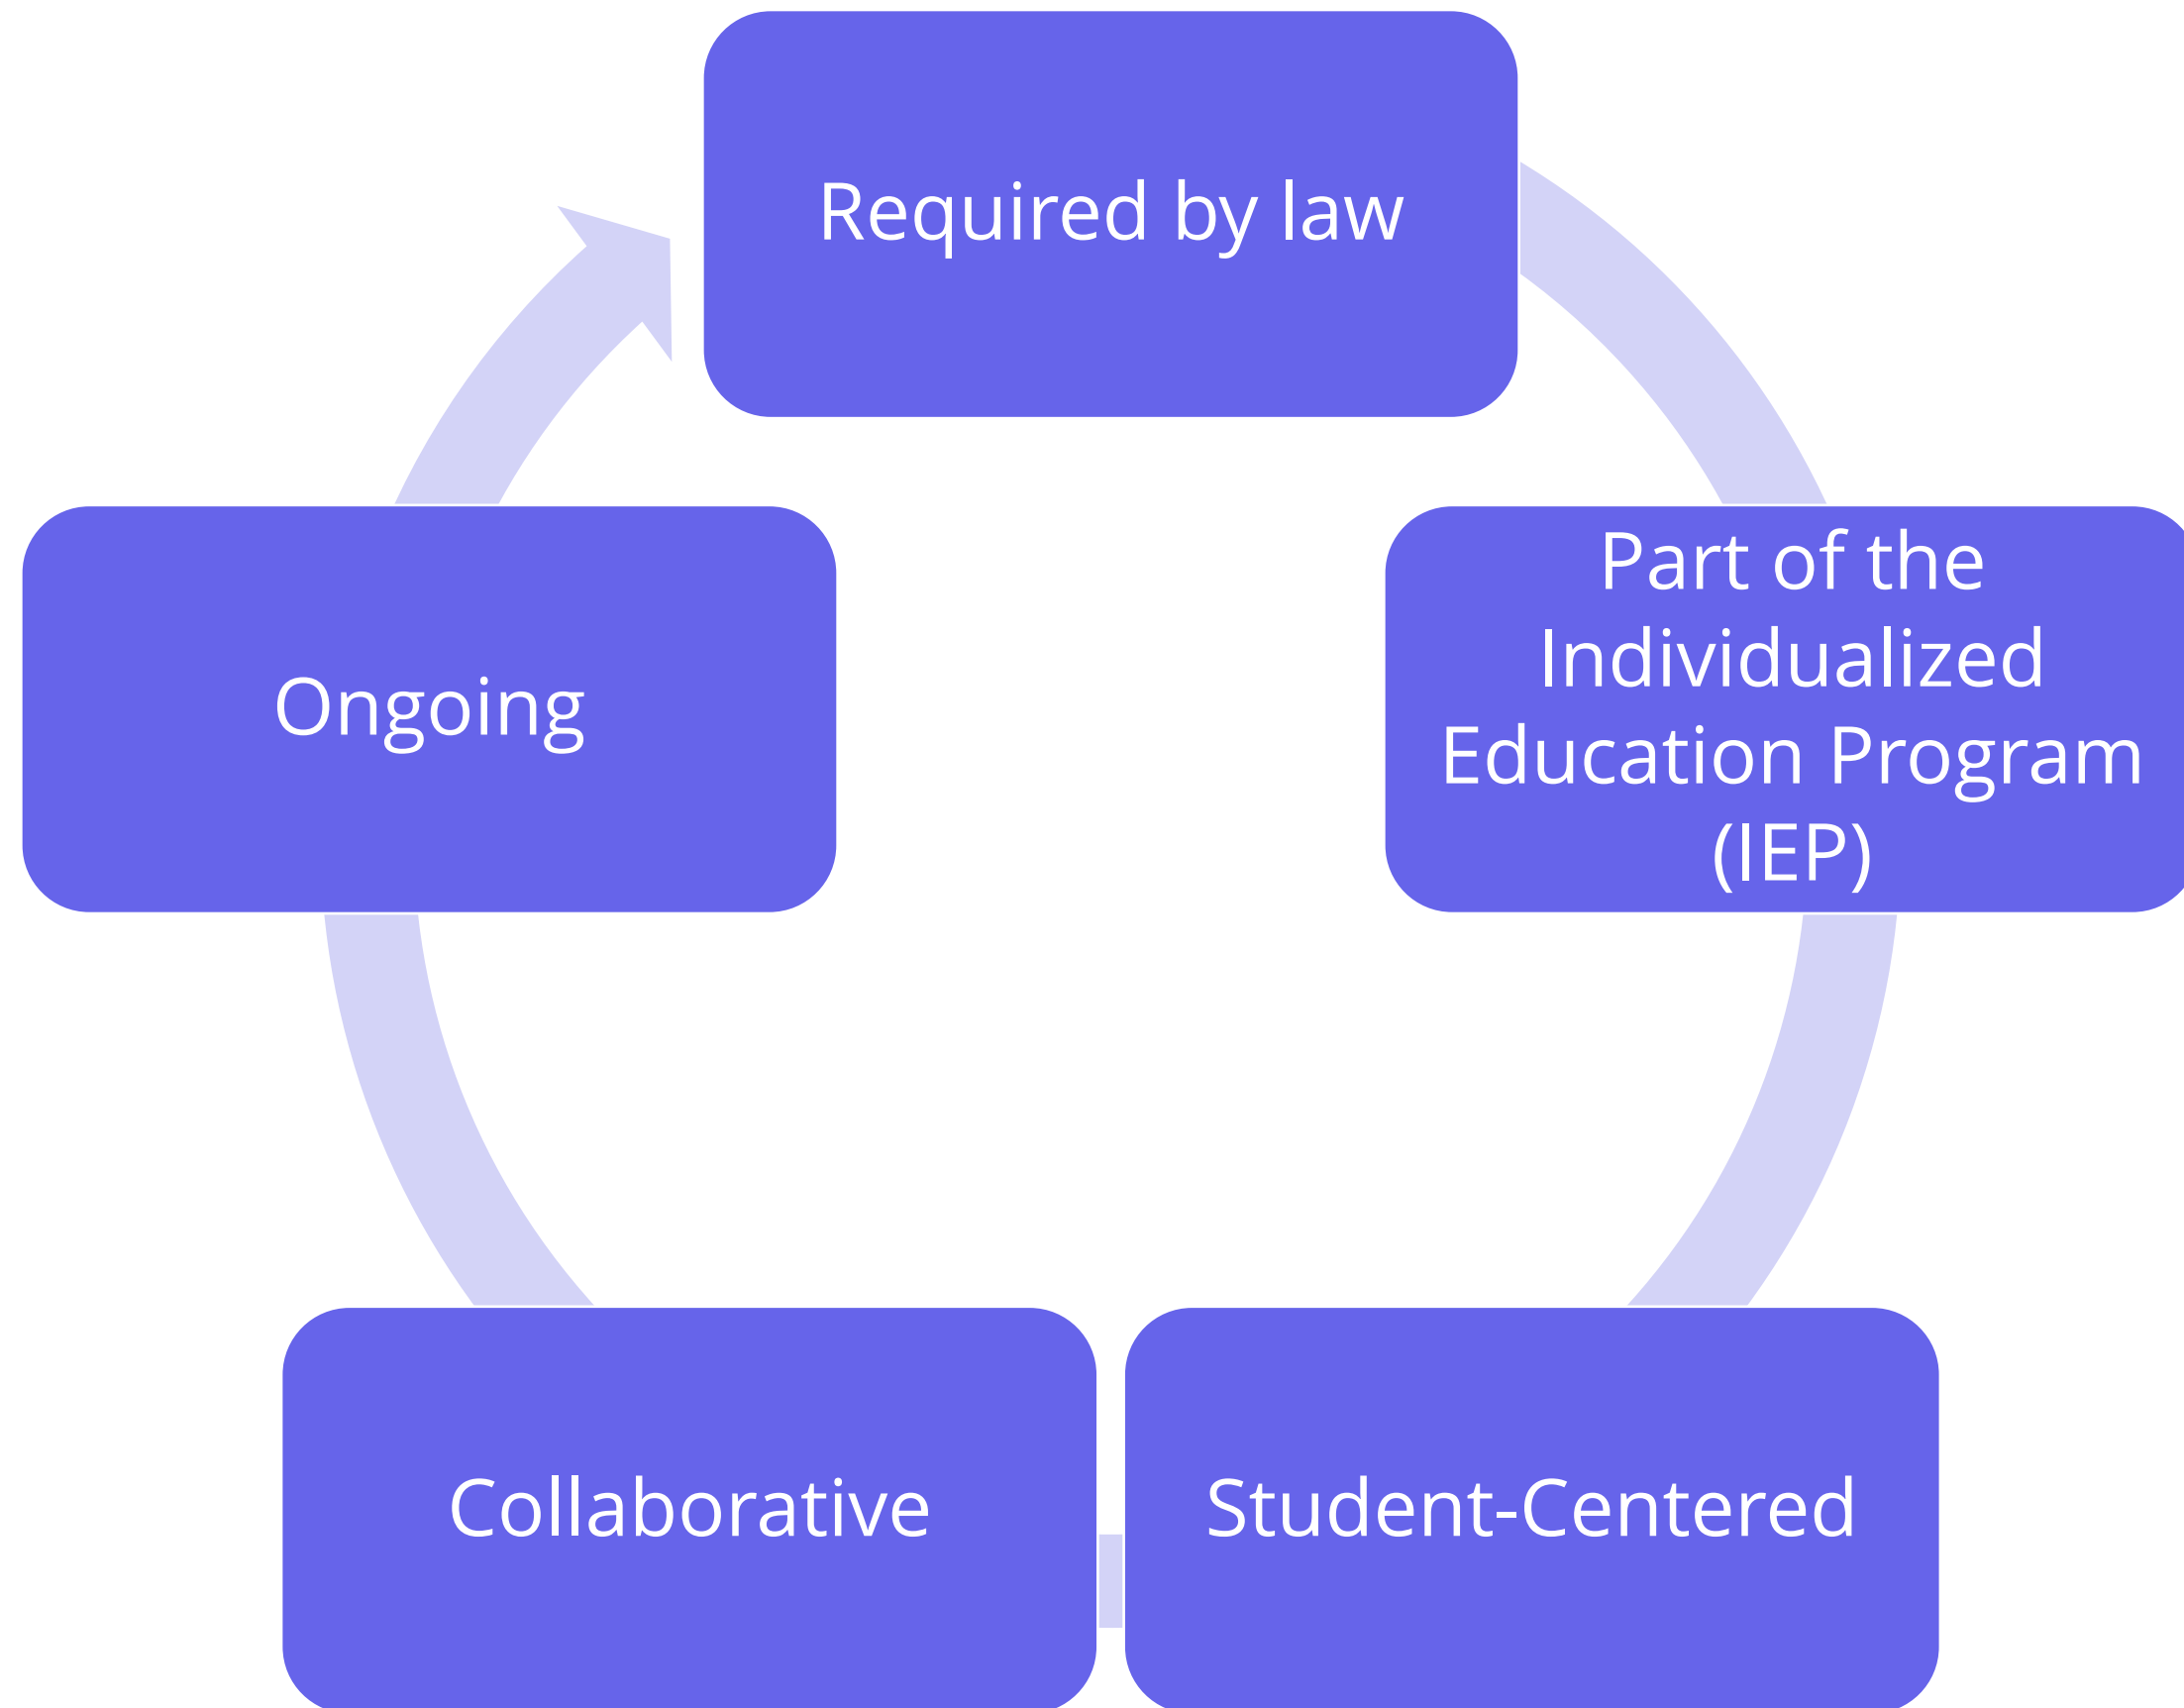 Required by law
Part of the
Individualized
Education Program
(IEP)
Student-Centered
Collaborative
Ongoing